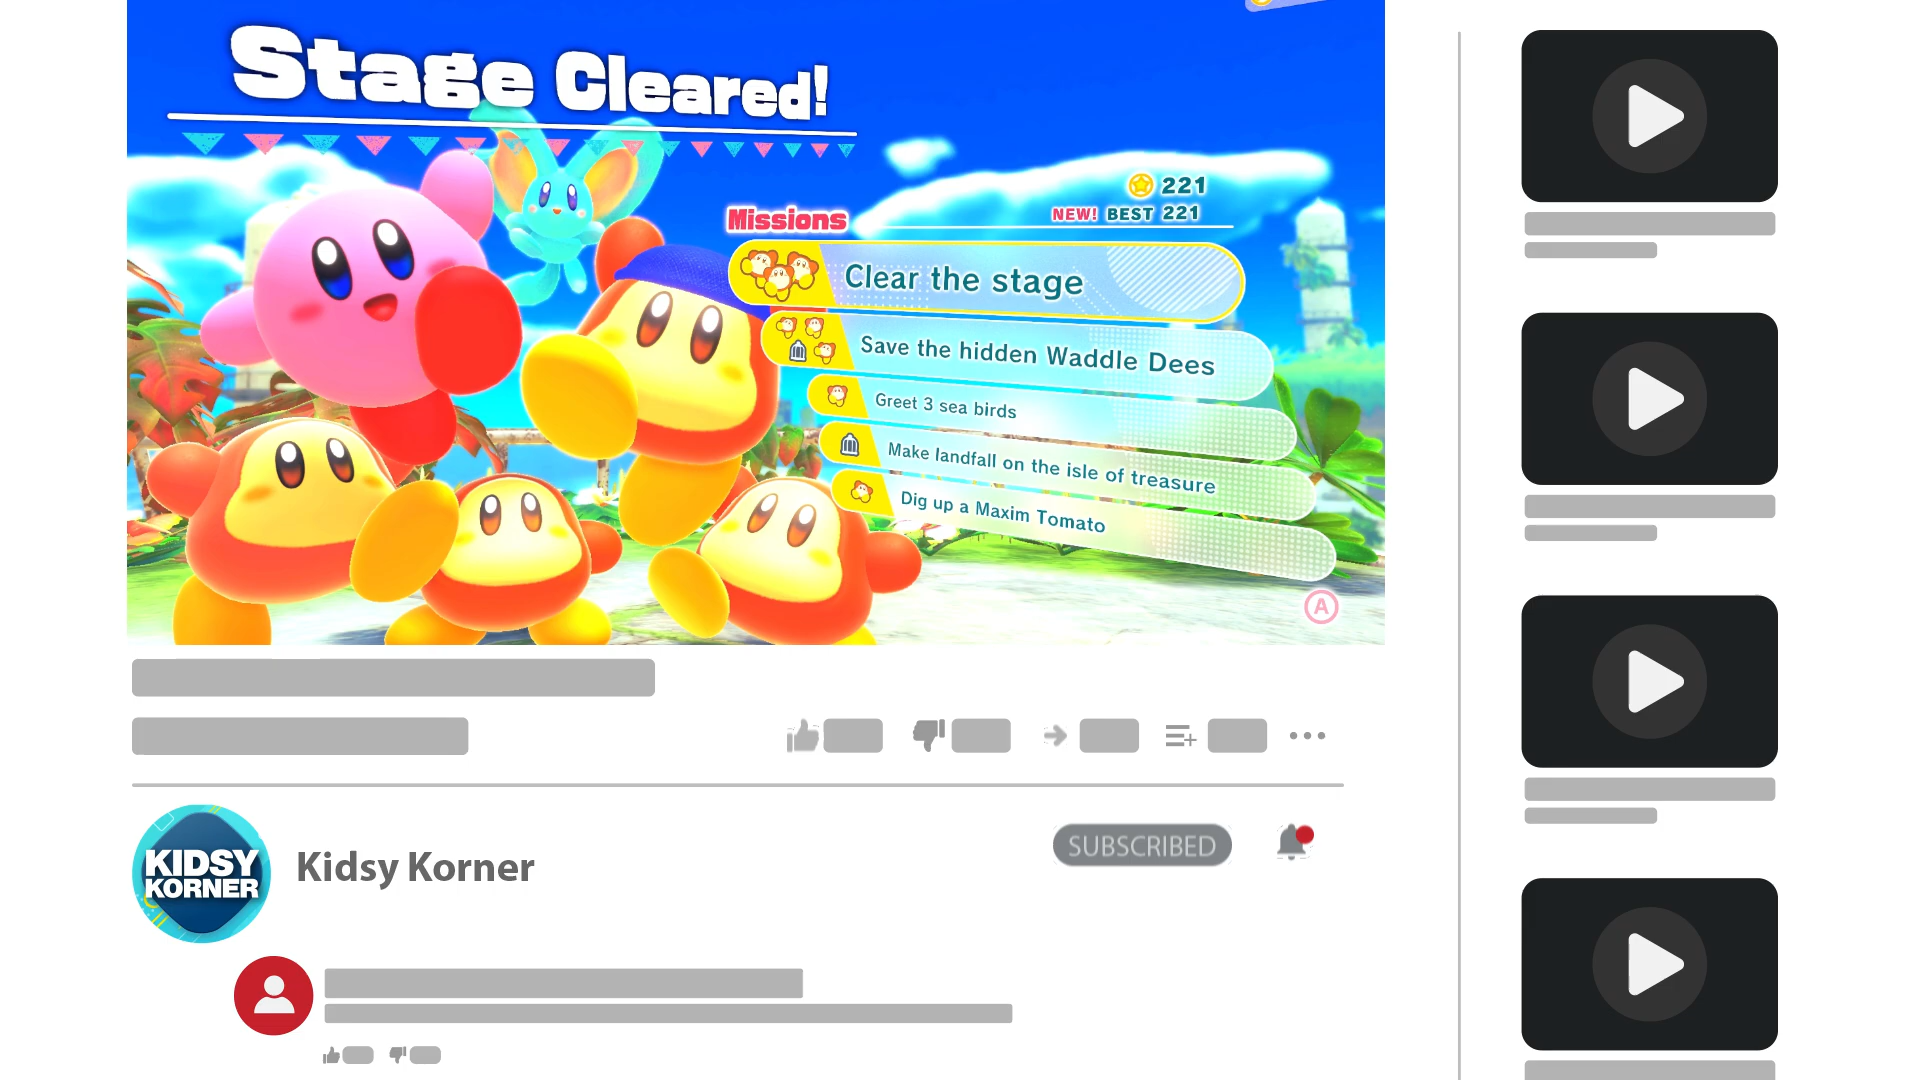 Stage Cleared!
221
Missions
NEW! BEST 221
Clear the stage
Save the hidden Waddle Dees
Greet 3 sea birds
Make landfall on the isle of treasure
Dig up a Maxim Tomato
A
KIDSY
KORNER
Kidsy Korner
SUBSCRIBED